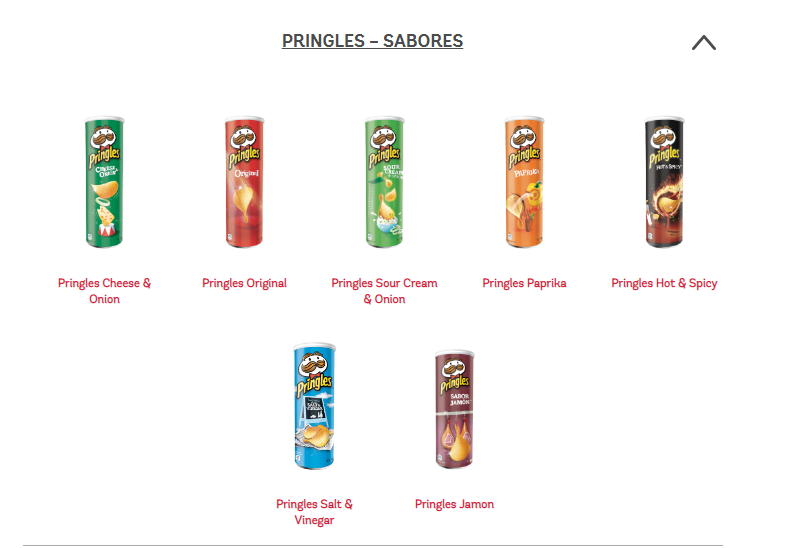 PRINGLES – SABORES
Pringles
CHEESE &
ONION
Pringles
Original
Pringles
SOUR
CREAM
Pringles
PAPRIKA
Pringles
HOT & SPICY
Pringles Cheese &
Onion
Pringles Original
Pringles Sour Cream
& Onion
Pringles Paprika
Pringles Hot & Spicy
Pringles
SALT &
VINEGAR
Pringles
SABOR
JAMÓN
Pringles Salt &
Vinegar
Pringles Jamon